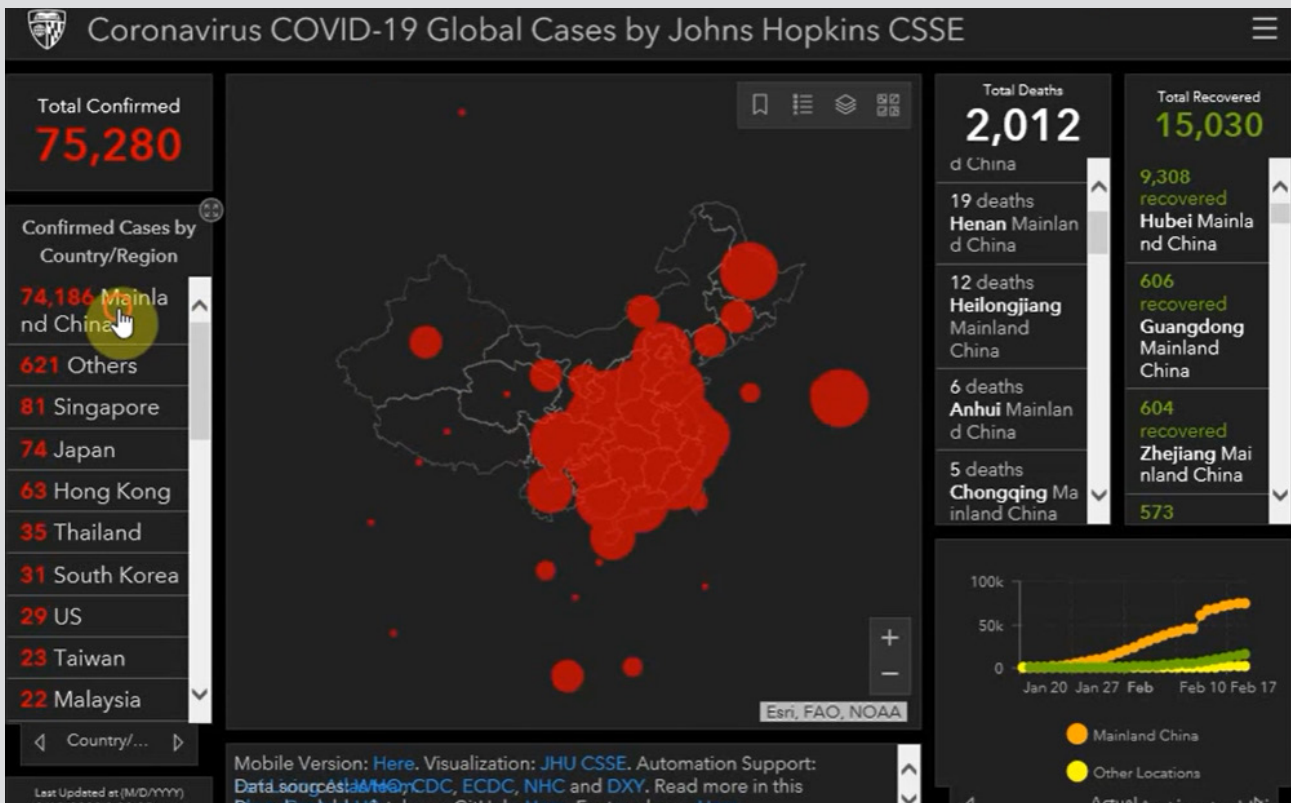 Coronavirus COVID-19 Global Cases by Johns Hopkins CSSE
Total Confirmed
75,280
Confirmed Cases by
Country/Region
74,186 Mainla
nd China
621 Others
81 Singapore
74 Japan
63 Hong Kong
35 Thailand
31 South Korea
29 US
23 Taiwan
22 Malaysia
Country/...
Last Updated at (M/D/YYYY)
+
−
Esri, FAO, NOAA
Mobile Version: Here. Visualization: JHU CSSE. Automation Support:
Data sources: WHO, CDC, ECDC, NHC and DXY. Read more in this
Total Deaths
2,012
d China
19 deaths
Henan Mainlan
d China
12 deaths
Heilongjiang
Mainland
China
6 deaths
Anhui Mainlan
d China
5 deaths
Chongqing Ma
inland China
Total Recovered
15,030
9,308
recovered
Hubei Mainla
nd China
606
recovered
Guangdong
Mainland
China
604
recovered
Zhejiang Mai
nland China
573
100k
50k
0
Jan 20 Jan 27 Feb Feb 10 Feb 17
Mainland China
Other Locations
Actual